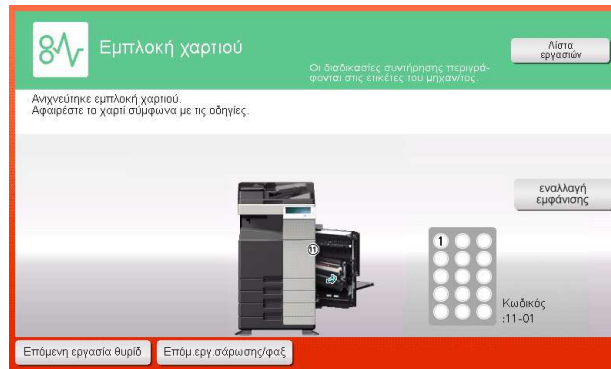 Εμπλοκή χαρτιού
Λίστα
εργασιών
Οι διαδικασίες συντήρησης περιγρά-
φονται στις ετικέτες του μηχαν/τος.
Ανιχνεύτηκε εμπλοκή χαρτιού.
Αφαιρέστε το χαρτί σύμφωνα με τις οδηγίες.
εναλλαγή
εμφάνισης
11
1
Κωδικός
:11-01
Επόμενη εργασία θυρίδ
Επόμ.εργ.σάρωσης/φαξ